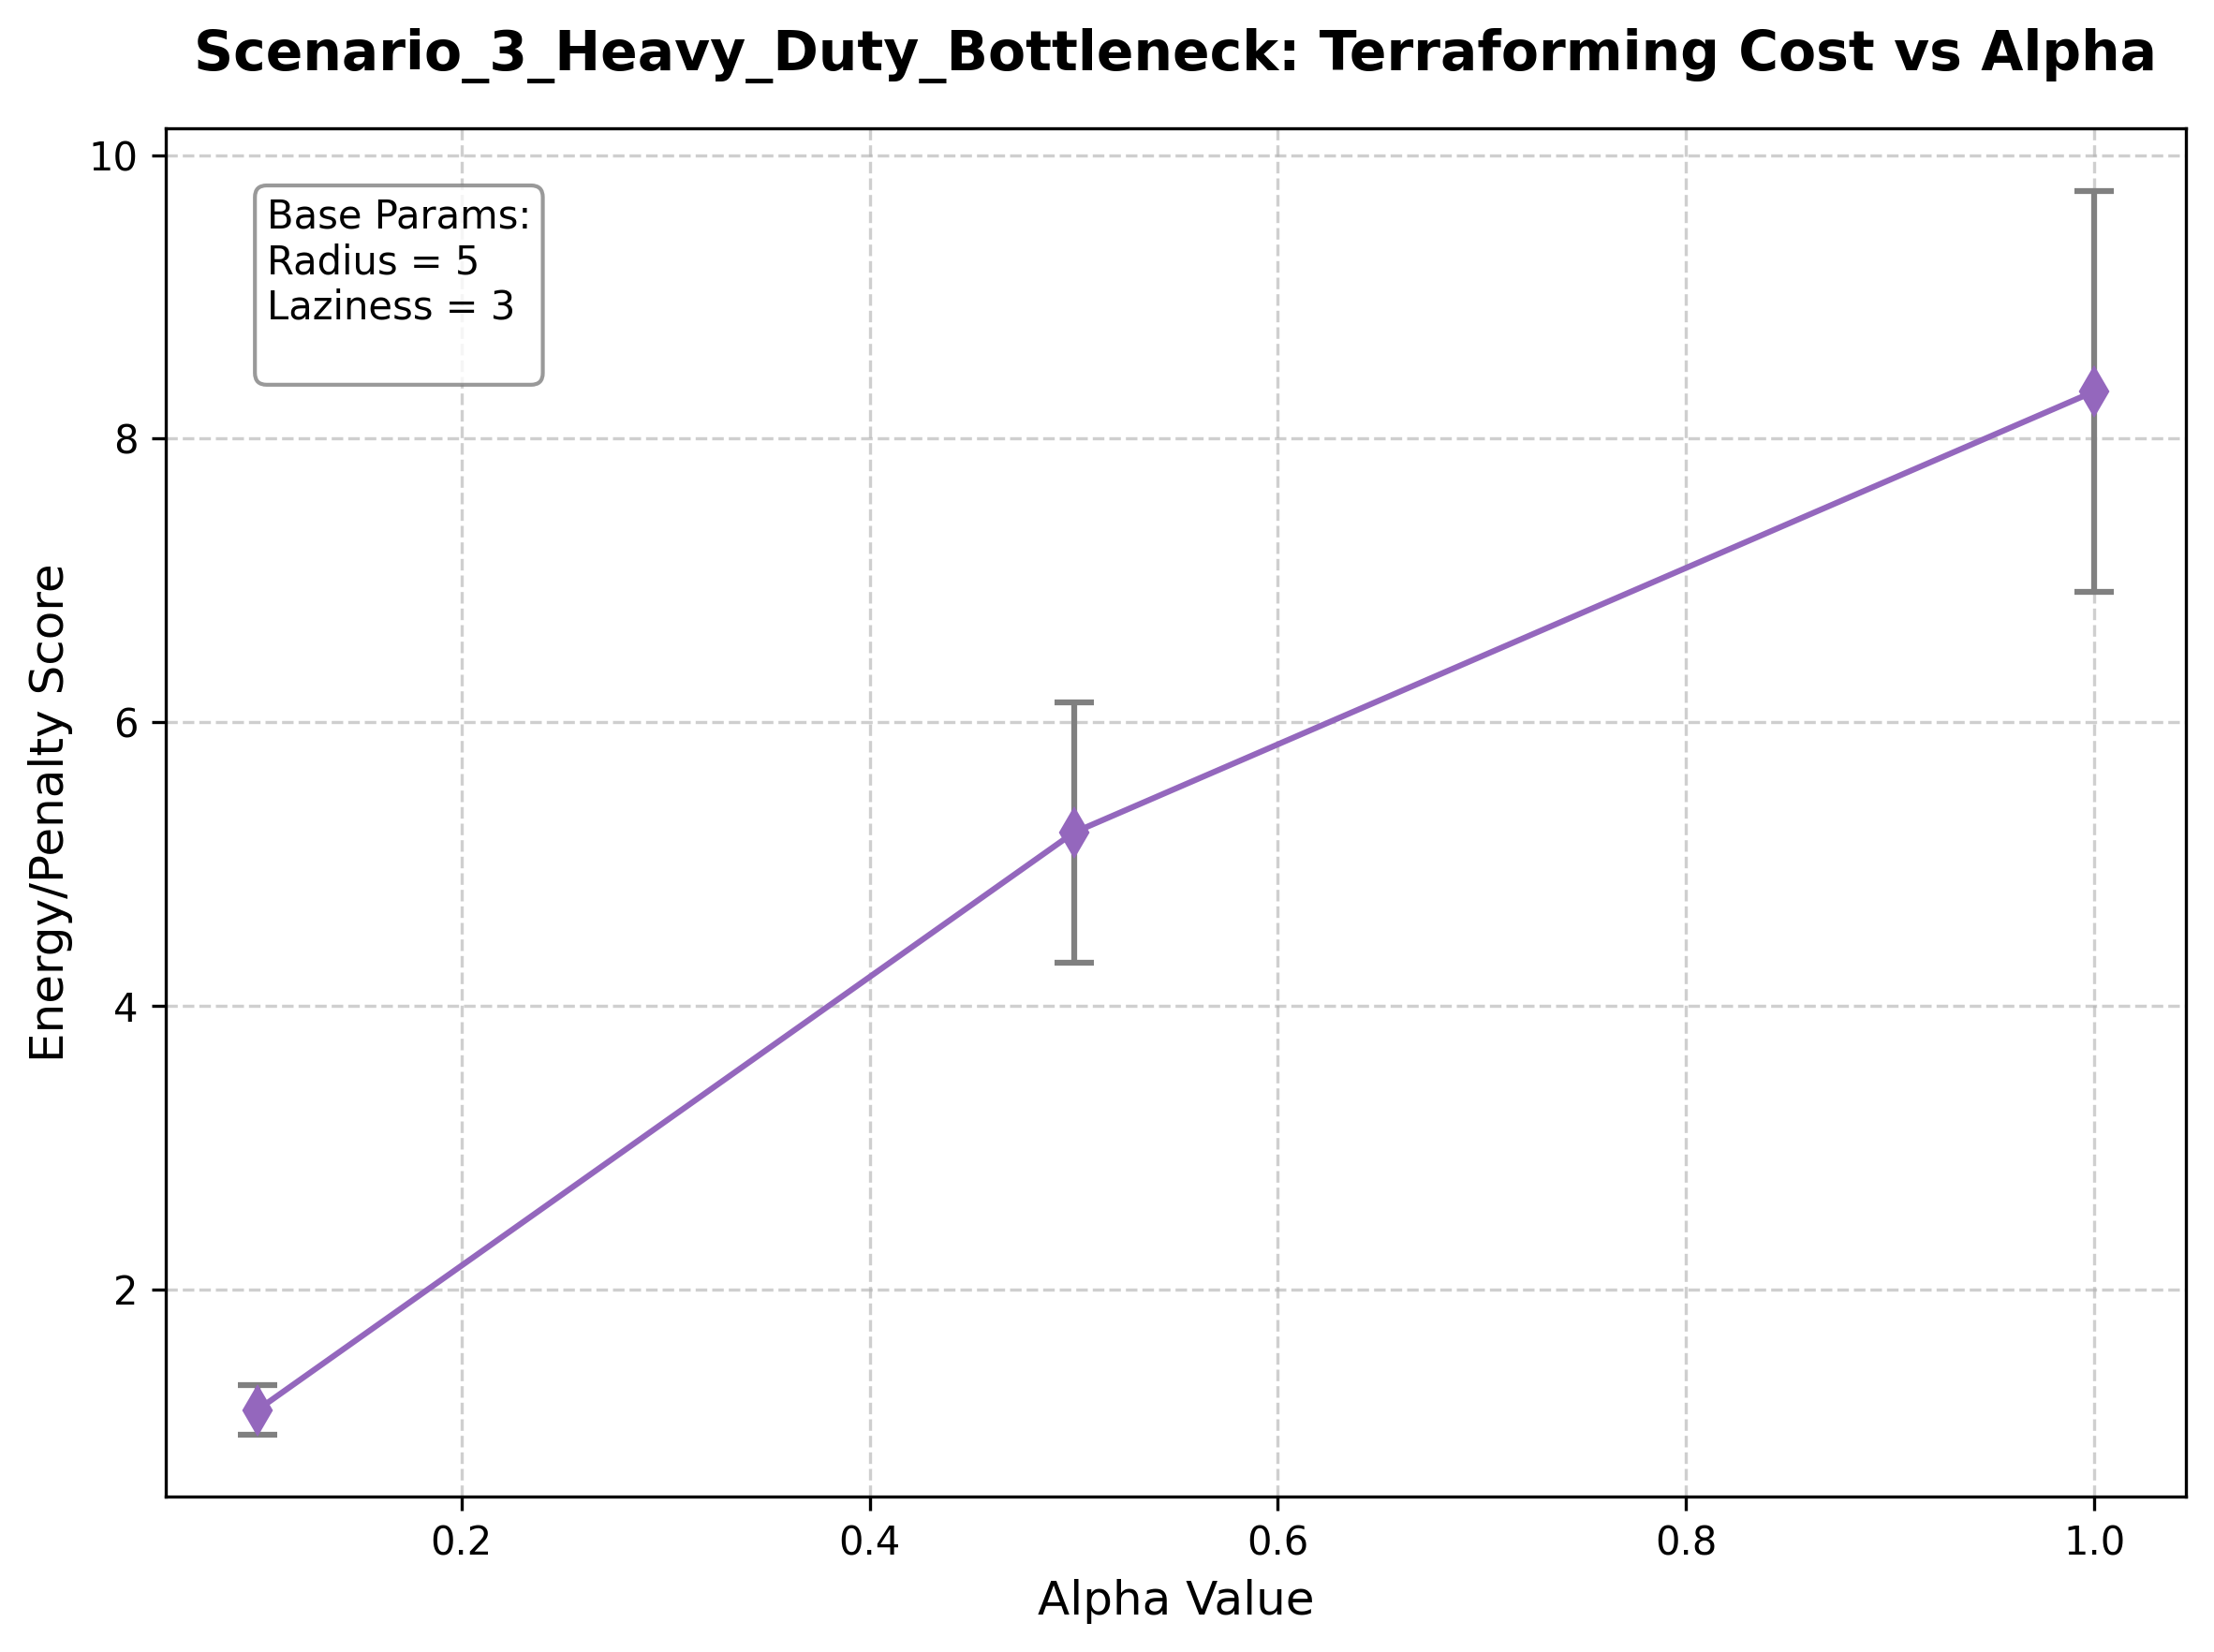 Scenario_3_Heavy_Duty_Bottleneck: Terraforming Cost vs Alpha
10
Base Params:
Radius = 5
Laziness = 3
8
6
4
2
Energy/Penalty Score
0.2 0.4 0.6 0.8 1.0
Alpha Value